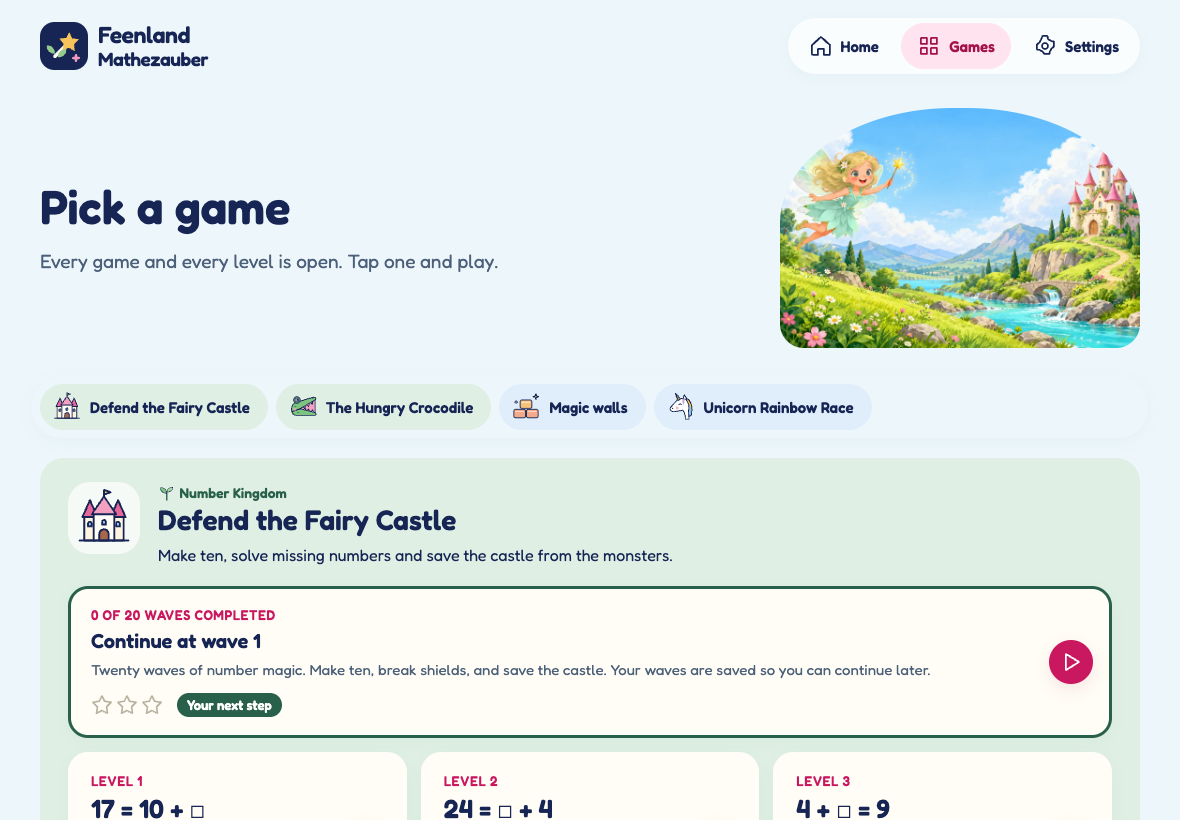 Feenland
Mathezauber
Home
Games
Settings
Pick a game
Every game and every level is open. Tap one and play.
Defend the Fairy Castle
The Hungry Crocodile
Magic walls
Unicorn Rainbow Race
Number Kingdom
Defend the Fairy Castle
Make ten, solve missing numbers and save the castle from the monsters.
0 OF 20 WAVES COMPLETED
Continue at wave 1
Twenty waves of number magic. Make ten, break shields, and save the castle. Your waves are saved so you can continue later.
Your next step
LEVEL 1
17 = 10 + □
LEVEL 2
24 = □ + 4
LEVEL 3
4 + □ = 9